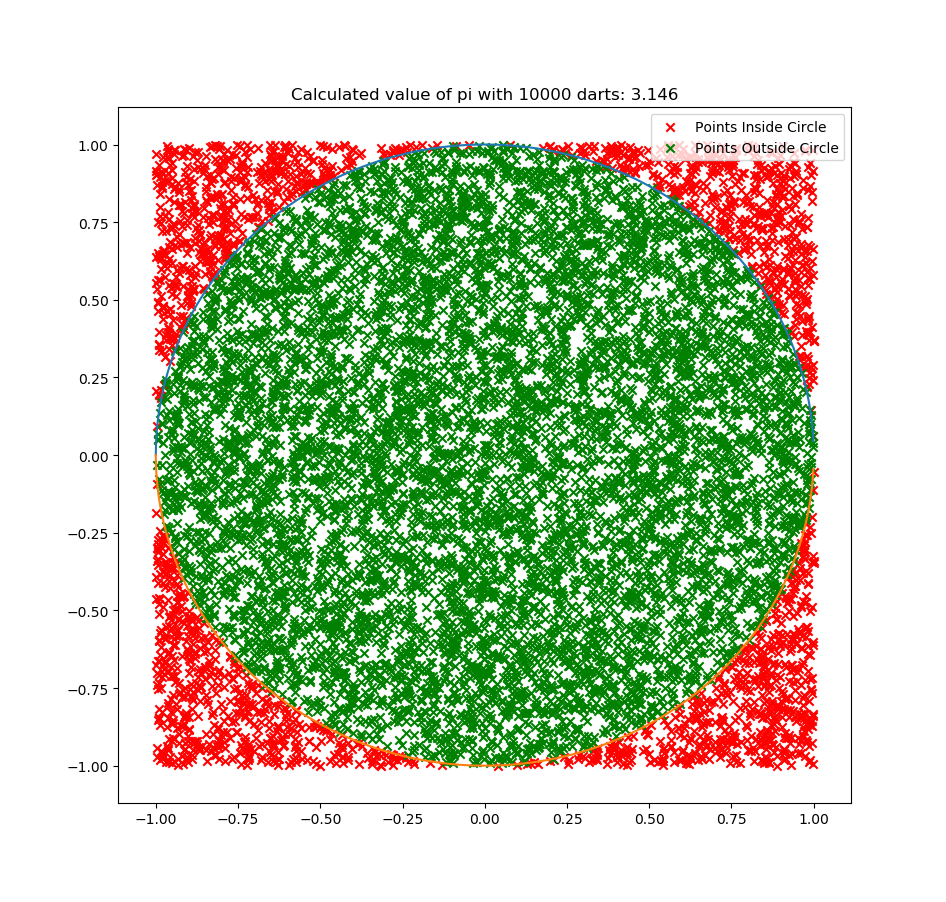 Calculated value of pi with 10000 darts: 3.146
Points Inside Circle
Points Outside Circle
1.00
0.75
0.50
0.25
0.00
−0.25
−0.50
−0.75
−1.00
−1.00 −0.75 −0.50 −0.25 0.00 0.25 0.50 0.75 1.00